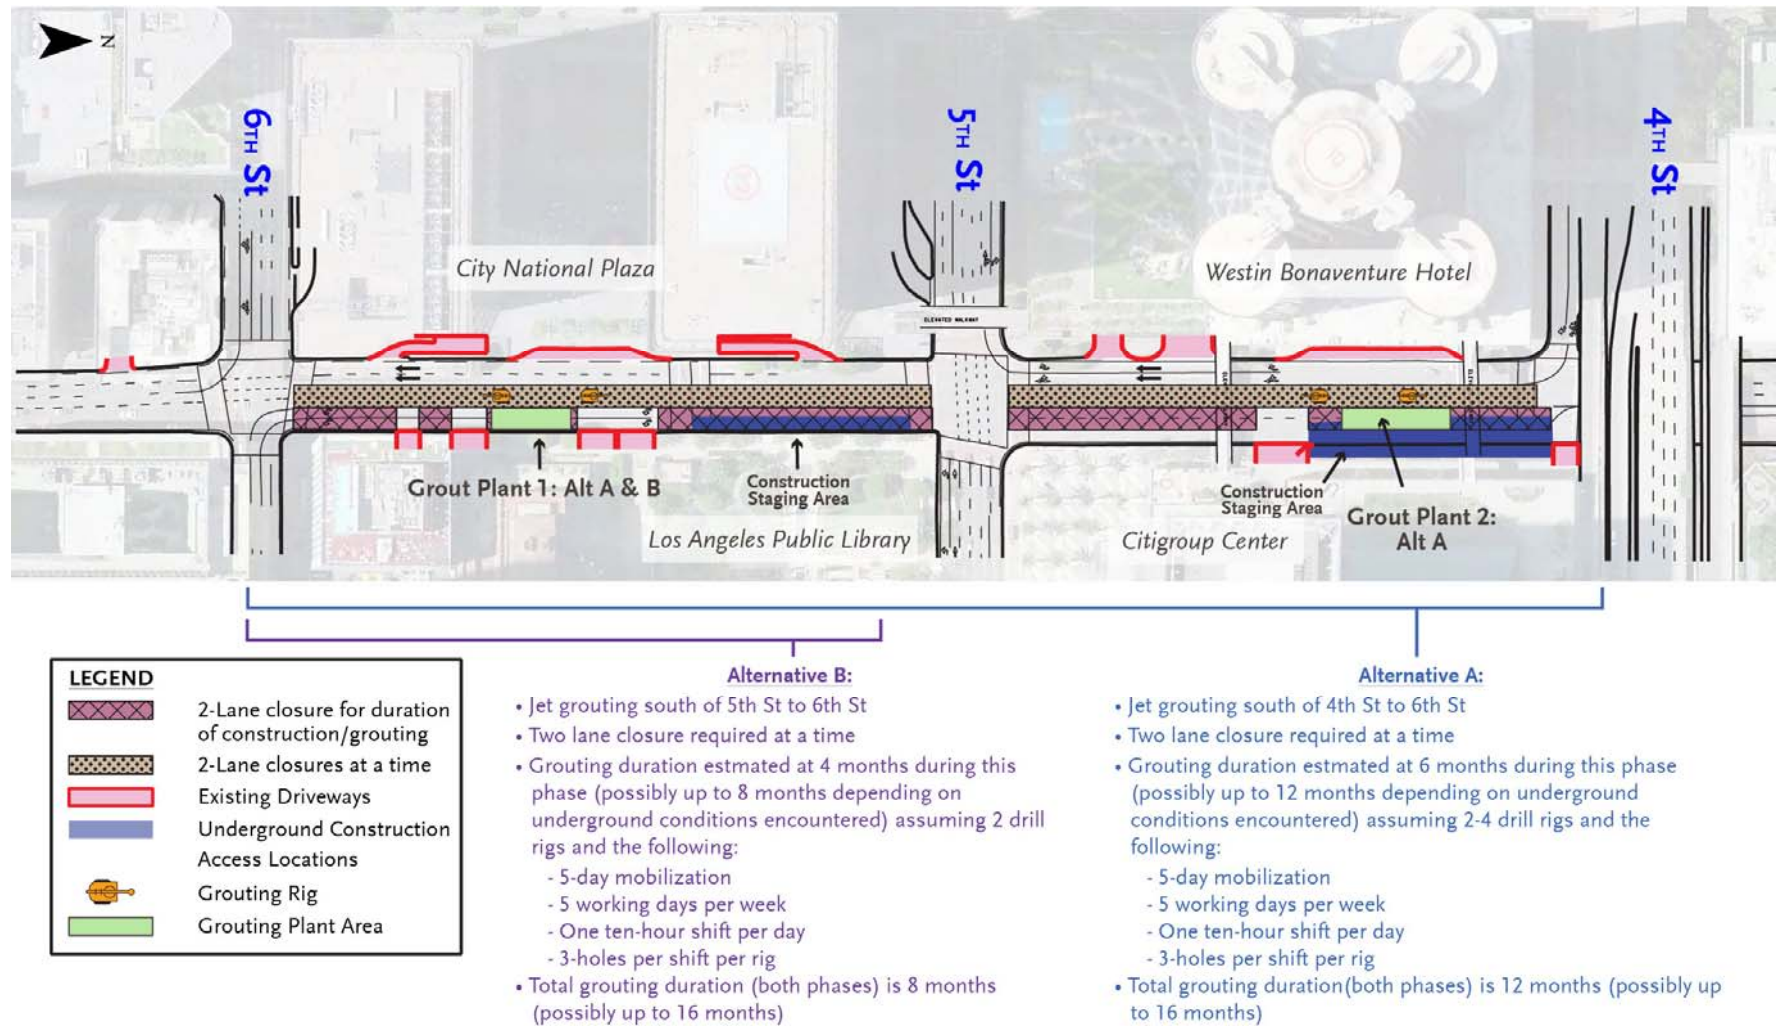 N
6TH St
5TH St
4TH St
City National Plaza
Westin Bonaventure Hotel
ELEVATED WALKWAY
Grout Plant 1: Alt A & B
Construction
Staging Area
Los Angeles Public Library
Construction
Staging Area
Citigroup Center
Grout Plant 2:
Alt A
LEGEND
2-Lane closure for duration
of construction/grouting
2-Lane closures at a time
Existing Driveways
Underground Construction
Access Locations
Grouting Rig
Grouting Plant Area
Alternative B:
• Jet grouting south of 5th St to 6th St
• Two lane closure required at a time
• Grouting duration estmated at 4 months during this
phase (possibly up to 8 months depending on
underground conditions encountered) assuming 2 drill
rigs and the following:
- 5-day mobilization
- 5 working days per week
- One ten-hour shift per day
- 3-holes per shift per rig
• Total grouting duration (both phases) is 8 months
(possibly up to 16 months)
Alternative A:
• Jet grouting south of 4th St to 6th St
• Two lane closure required at a time
• Grouting duration estmated at 6 months during this phase
(possibly up to 12 months depending on underground
conditions encountered) assuming 2-4 drill rigs and the
following:
- 5-day mobilization
- 5 working days per week
- One ten-hour shift per day
- 3-holes per shift per rig
• Total grouting duration(both phases) is 12 months (possibly up
to 16 months)